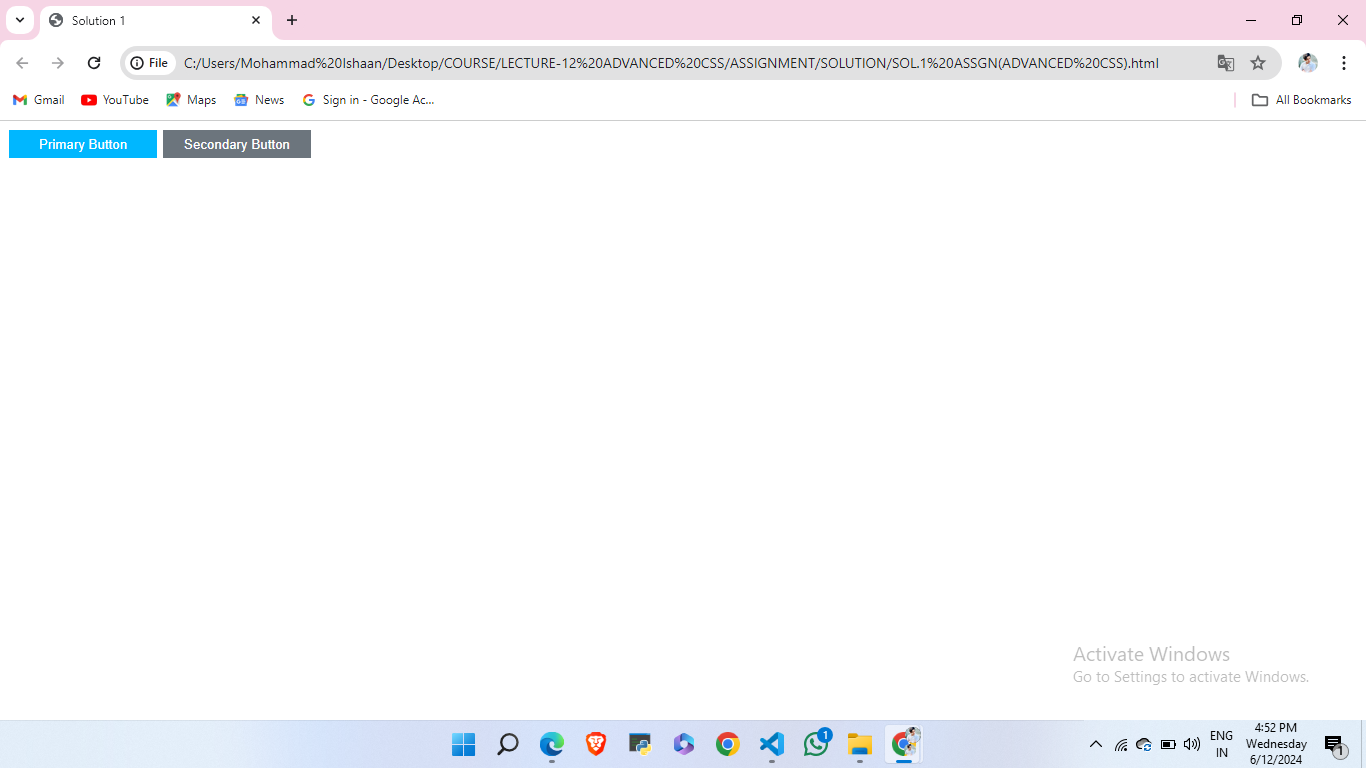 Solution 1
File
C:/Users/Mohammad%20Ishaan/Desktop/COURSE/LECTURE-12%20ADVANCED%20CSS/ASSIGNMENT/SOLUTION/SOL.1%20ASSGN(ADVANCED%20CSS).html
Gmail YouTube Maps News Sign in - Google Ac... All Bookmarks
Primary Button Secondary Button
Activate Windows
Go to Settings to activate Windows.
1
ENG
IN
4:52 PM
Wednesday
6/12/2024
1